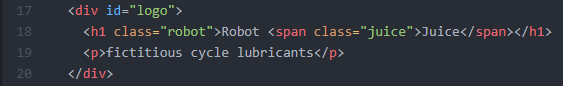 17 <div id="logo">
18 <h1 class="robot">Robot <span class="juice">Juice</span></h1>
19 <p>fictitious cycle lubricants</p>
20 </div>